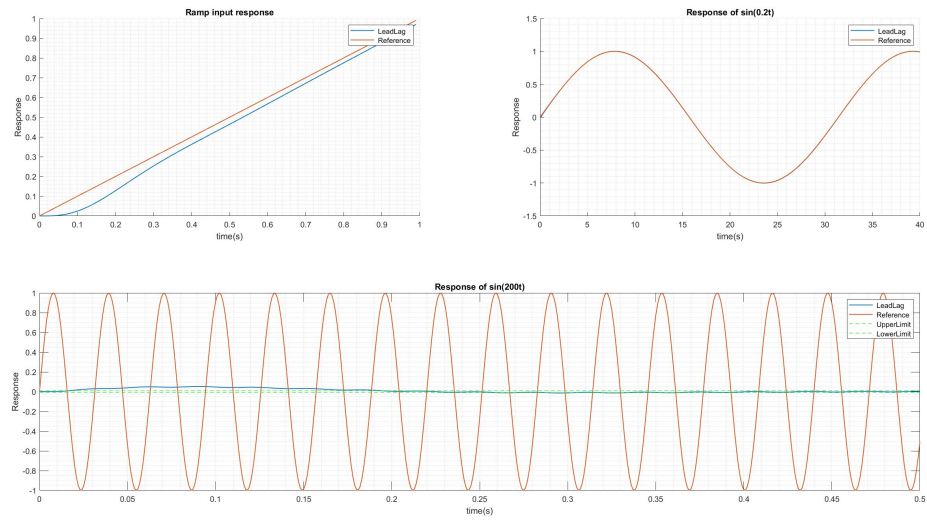 Ramp input response
1
0.9
0.8
0.7
0.6
0.5
0.4
0.3
0.2
0.1
0
Response
LeadLag
Reference
0 0.1 0.2 0.3 0.4 0.5 0.6 0.7 0.8 0.9 1
time(s)
Response of sin(0.2t)
1.5
1
0.5
0
-0.5
-1
-1.5
Response
LeadLag
Reference
0 5 10 15 20 25 30 35 40
time(s)
Response of sin(200t)
1
0.8
0.6
0.4
0.2
0
-0.2
-0.4
-0.6
-0.8
-1
Response
LeadLag
Reference
UpperLimit
LowerLimit
0 0.05 0.1 0.15 0.2 0.25 0.3 0.35 0.4 0.45 0.5
time(s)